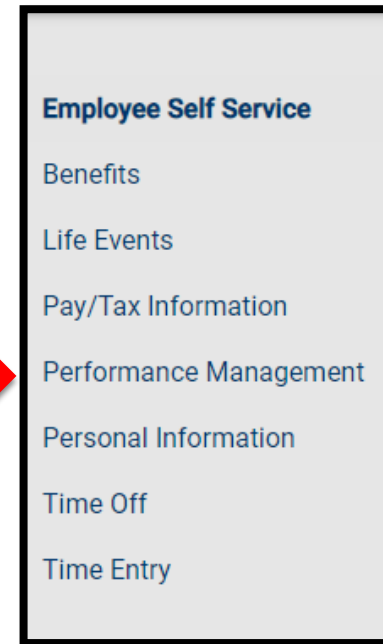 Employee Self Service
Benefits
Life Events
Pay/Tax Information
Performance Management
Personal Information
Time Off
Time Entry